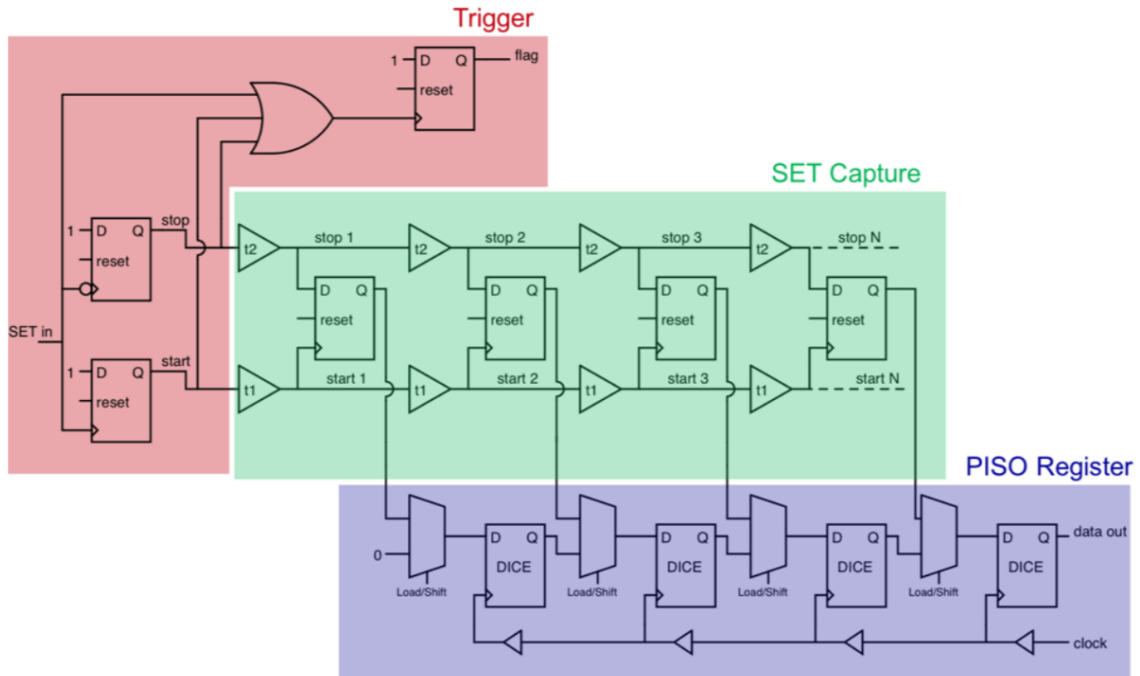 Trigger
1 D Q flag
reset
SET Capture
stop
1 D Q
reset
t2 stop 1 t2 stop 2 t2 stop 3 t2 stop N
D Q D Q D Q D Q
reset reset reset reset
SET in
start
1 D Q
reset
t1 start 1 t1 start 2 t1 start 3 t1 start N
PISO Register
D Q D Q D Q D Q data out
0
DICE DICE DICE DICE
Load/Shift Load/Shift Load/Shift Load/Shift
clock